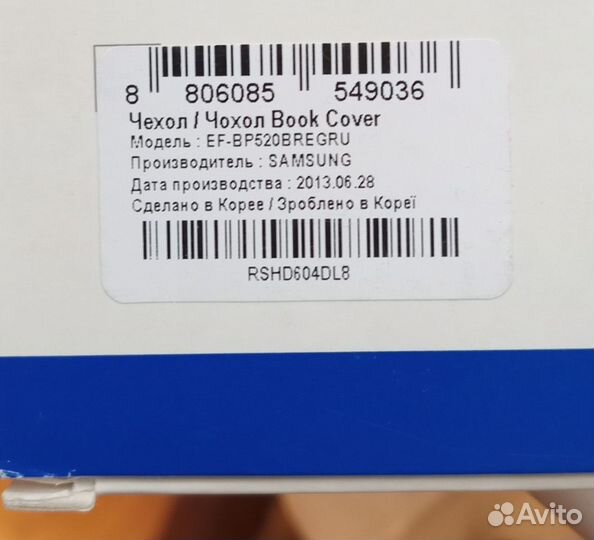 8 806085 549036
Чехол / Чохол Book Cover
Модель : EF-BP520BREGRU
Производитель : SAMSUNG
Дата производства : 2013.06.28
Сделано в Корее / Зроблено в Кореї
RSHD604DL8
Avito